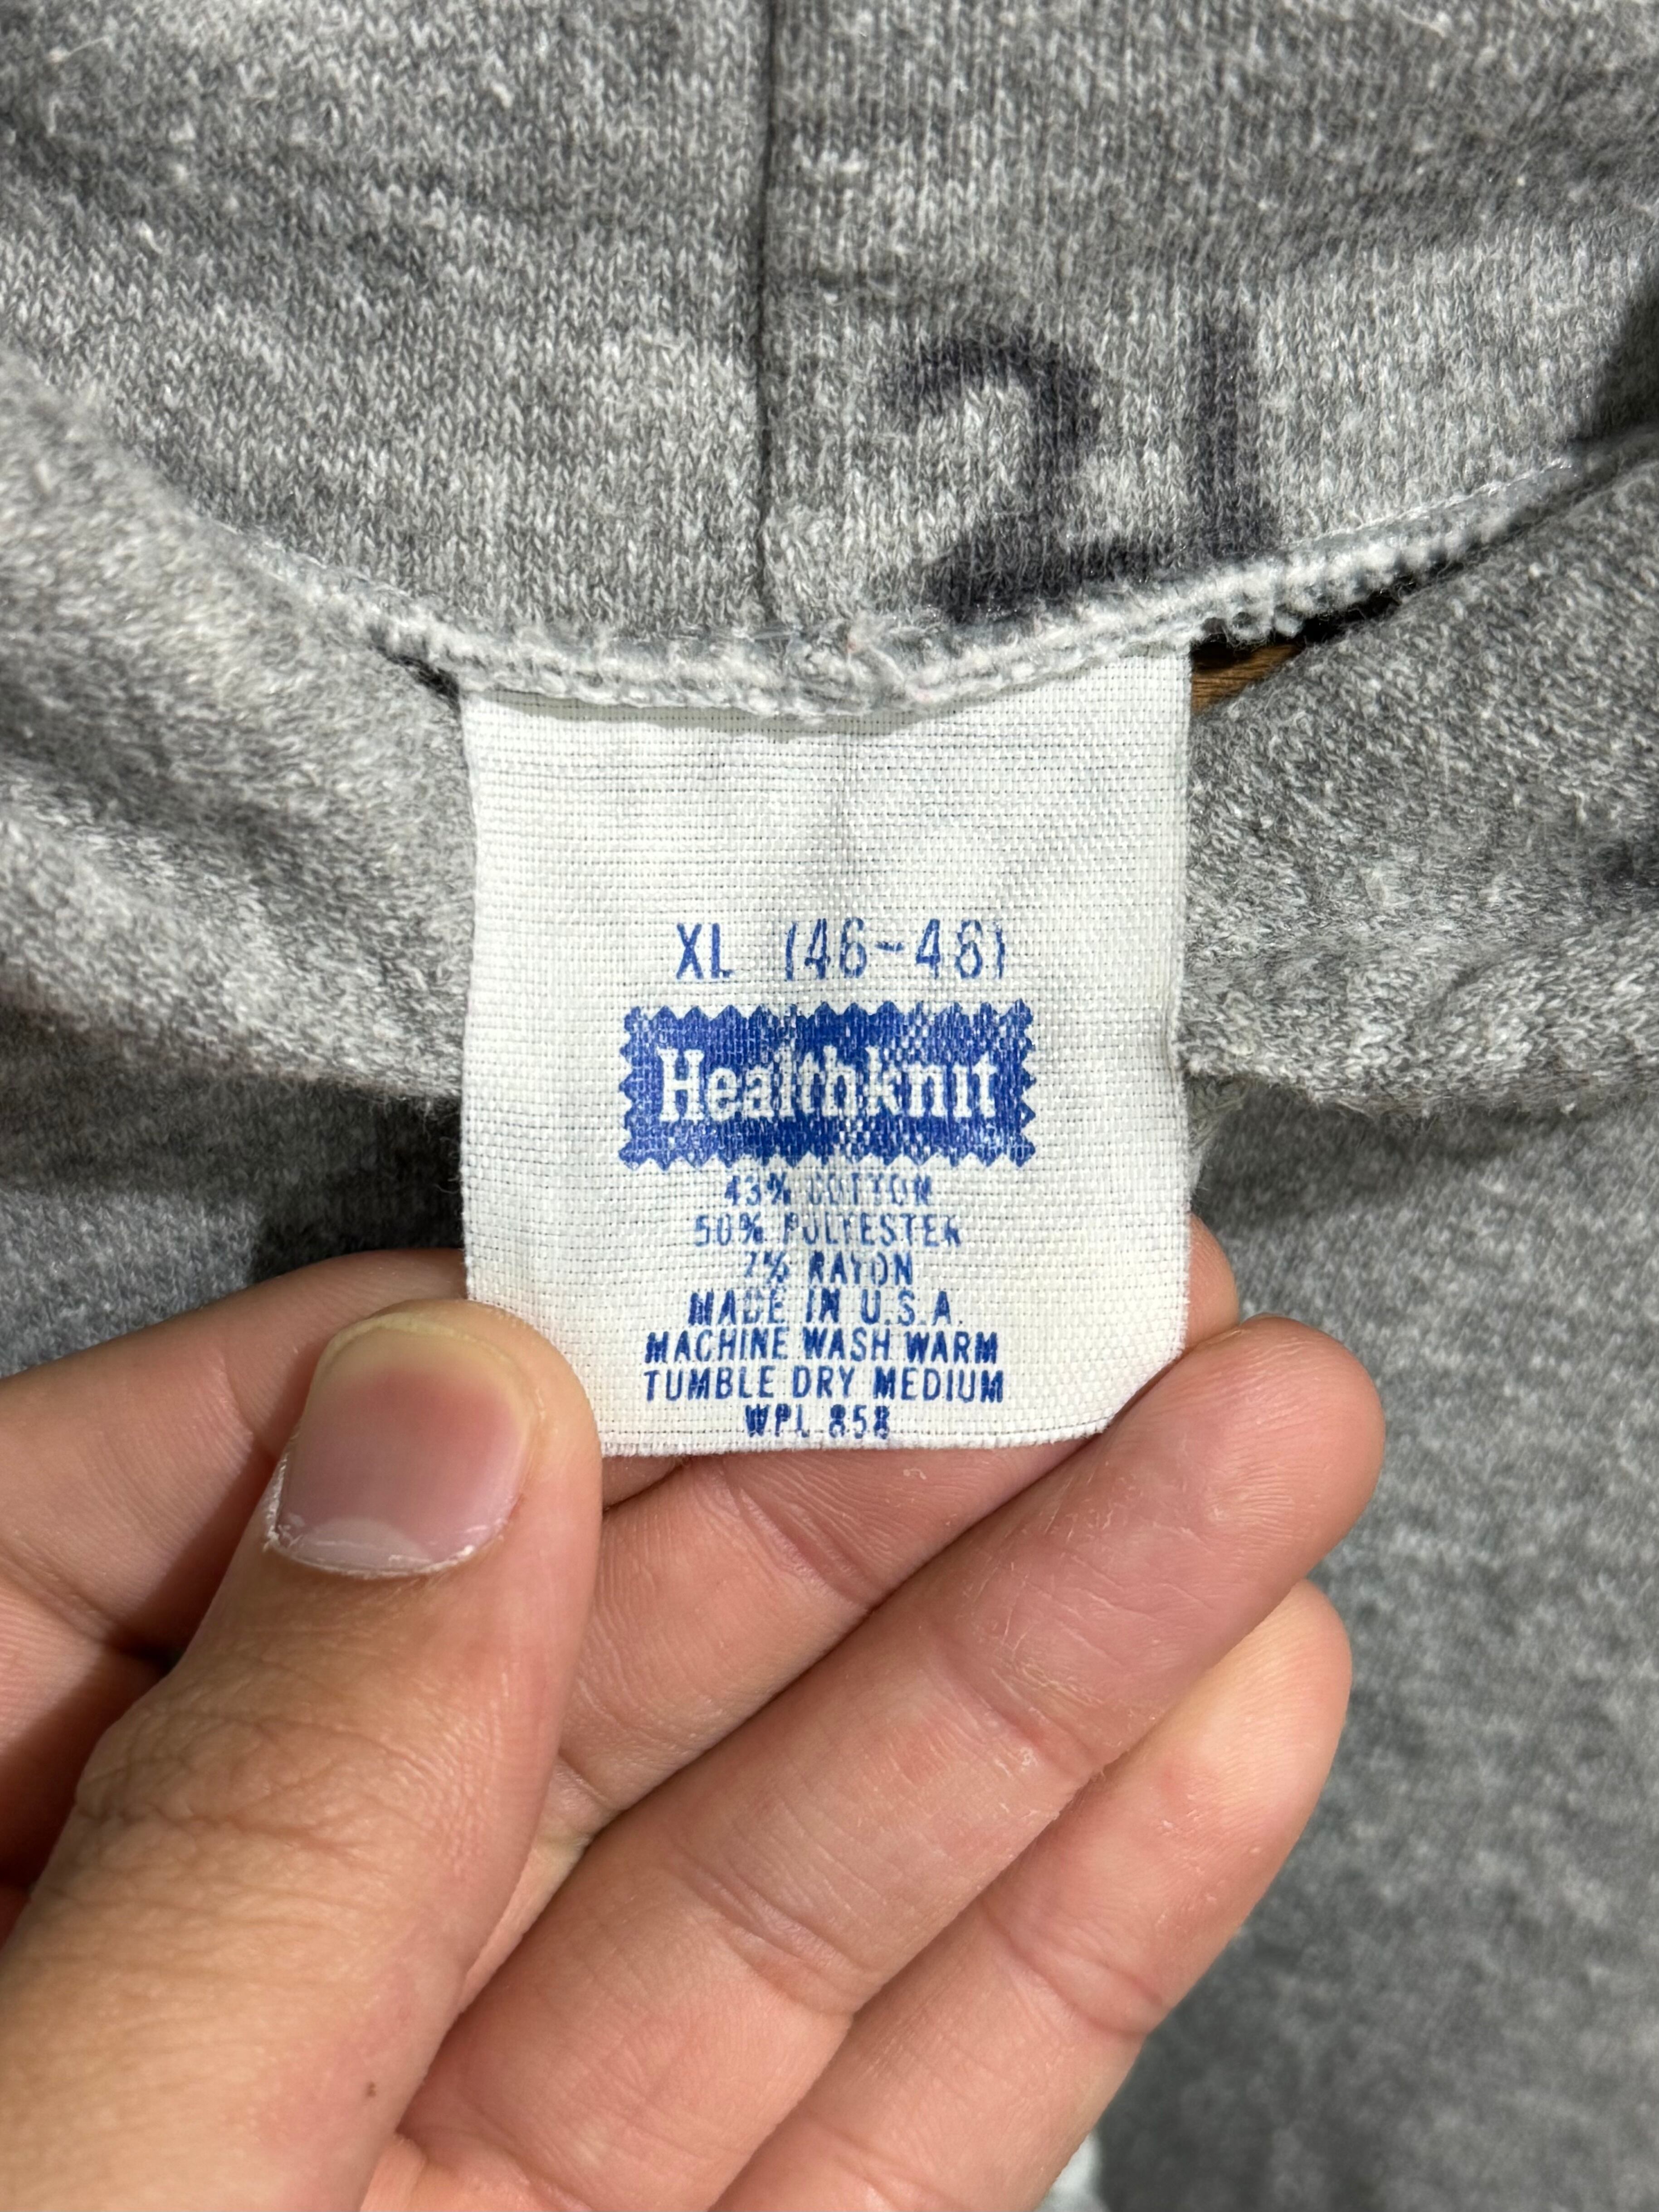 21
XL (46-48)
Healthknit
43% COTTON
50% POLYESTER
7% RAYON
MADE IN U.S.A.
MACHINE WASH WARM
TUMBLE DRY MEDIUM
WPL 858